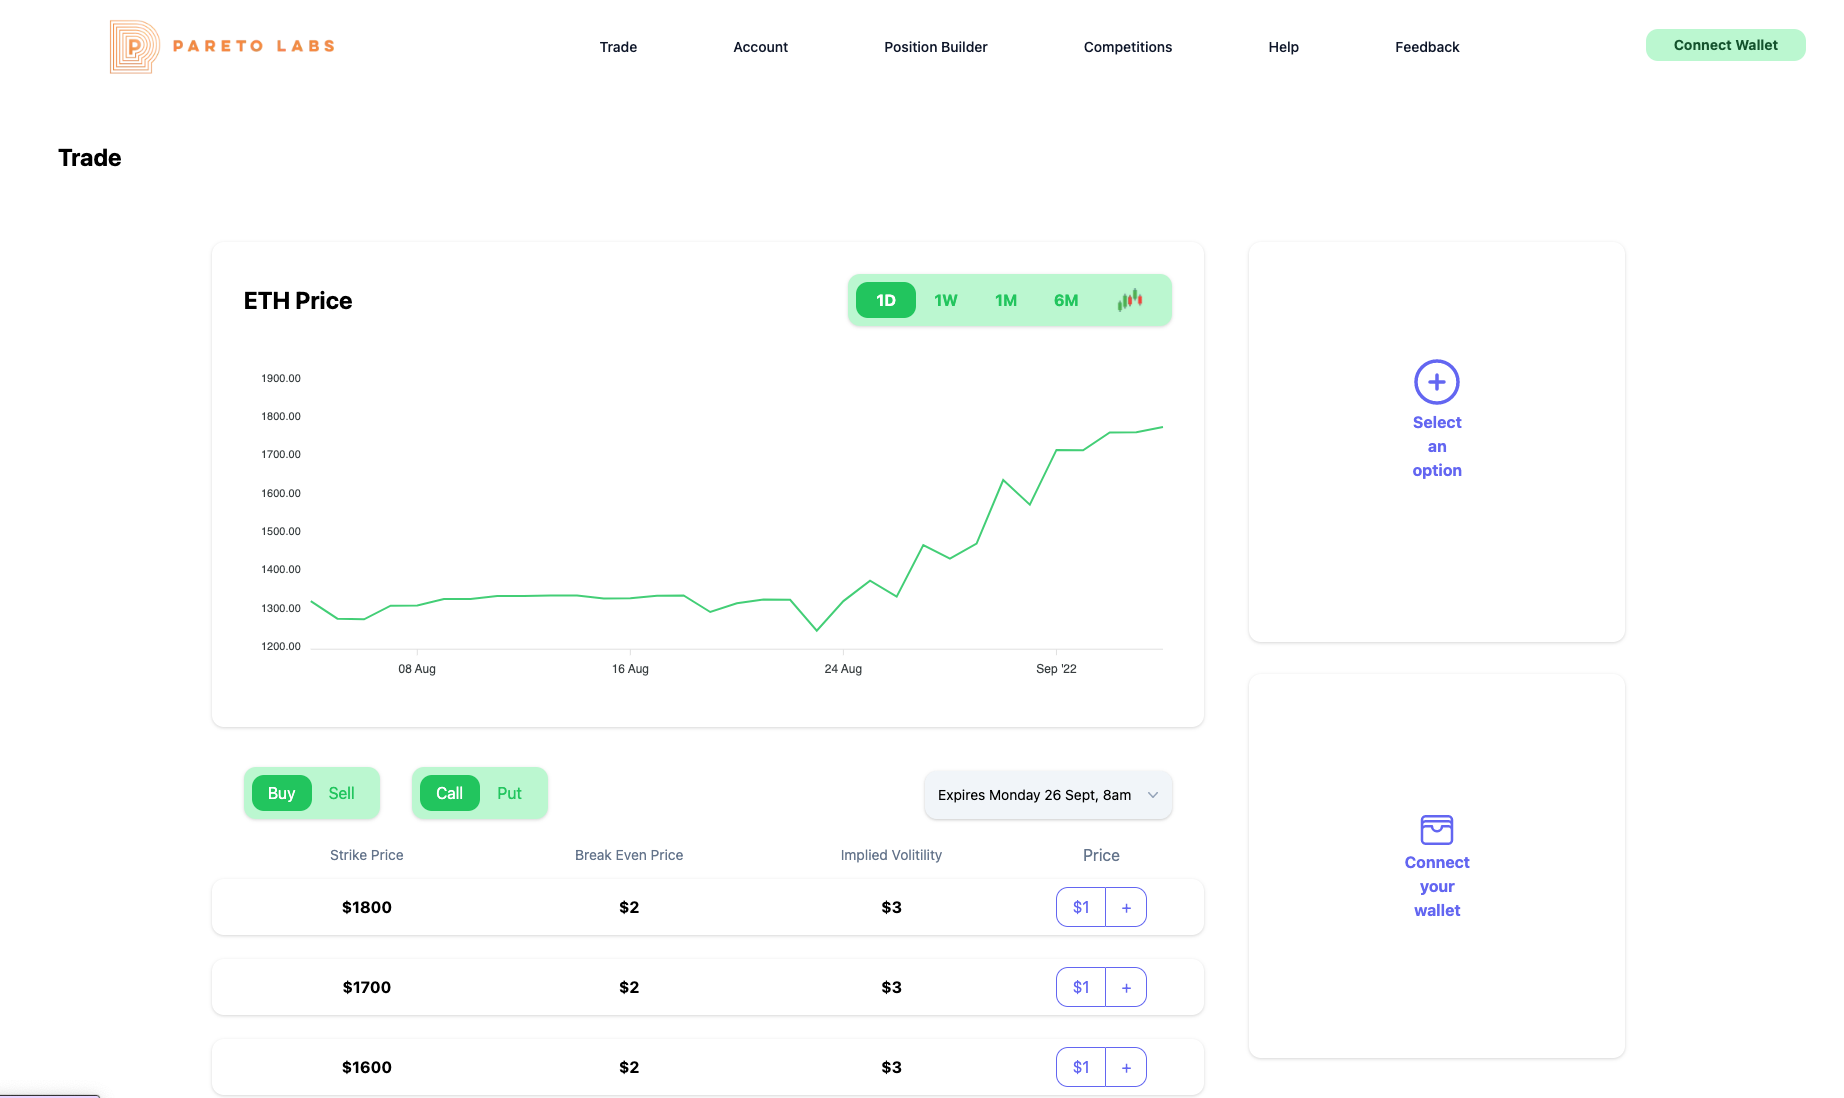 P PARETO LABS
Trade Account Position Builder Competitions Help Feedback Connect Wallet
Trade
ETH Price
1D 1W 1M 6M
1900.00
1800.00
1700.00
1600.00
1500.00
1400.00
1300.00
1200.00
08 Aug 16 Aug 24 Aug Sep '22
Select
an
option
Buy Sell Call Put Expires Monday 26 Sept, 8am
Strike Price Break Even Price Implied Volitility Price
$1800 $2 $3 $1 +
$1700 $2 $3 $1 +
$1600 $2 $3 $1 +
Connect
your
wallet